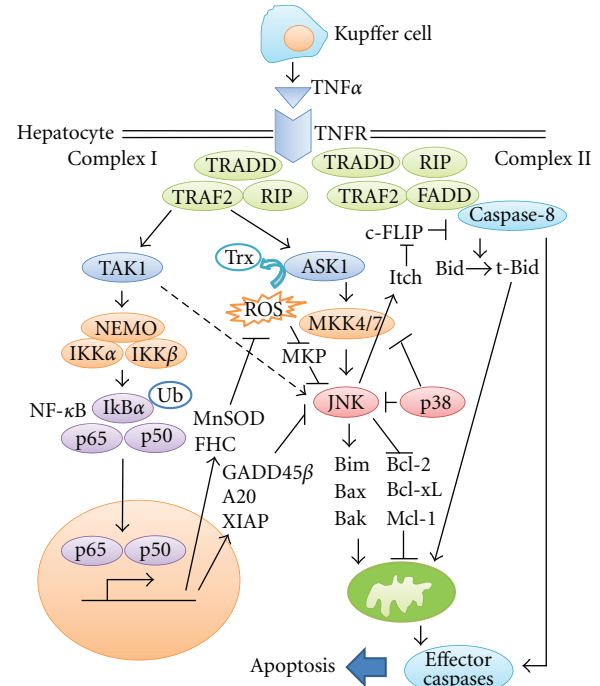 Kupffer cell
TNFα
Hepatocyte
TNFR
Complex I
Complex II
TRADD
TRAF2
RIP
TRADD
RIP
TRAF2
FADD
Caspase-8
c-FLIP
Trx
TAK1
ASK1
Itch
Bid
t-Bid
ROS
NEMO
IKKα
IKKβ
MKK4/7
MKP
Ub
NF-κB
IkBα
p65
p50
JNK
p38
MnSOD
FHC
GADD45β
A20
XIAP
Bim
Bax
Bak
Bcl-2
Bcl-xL
Mcl-1
p65
p50
Apoptosis
Effector
caspases